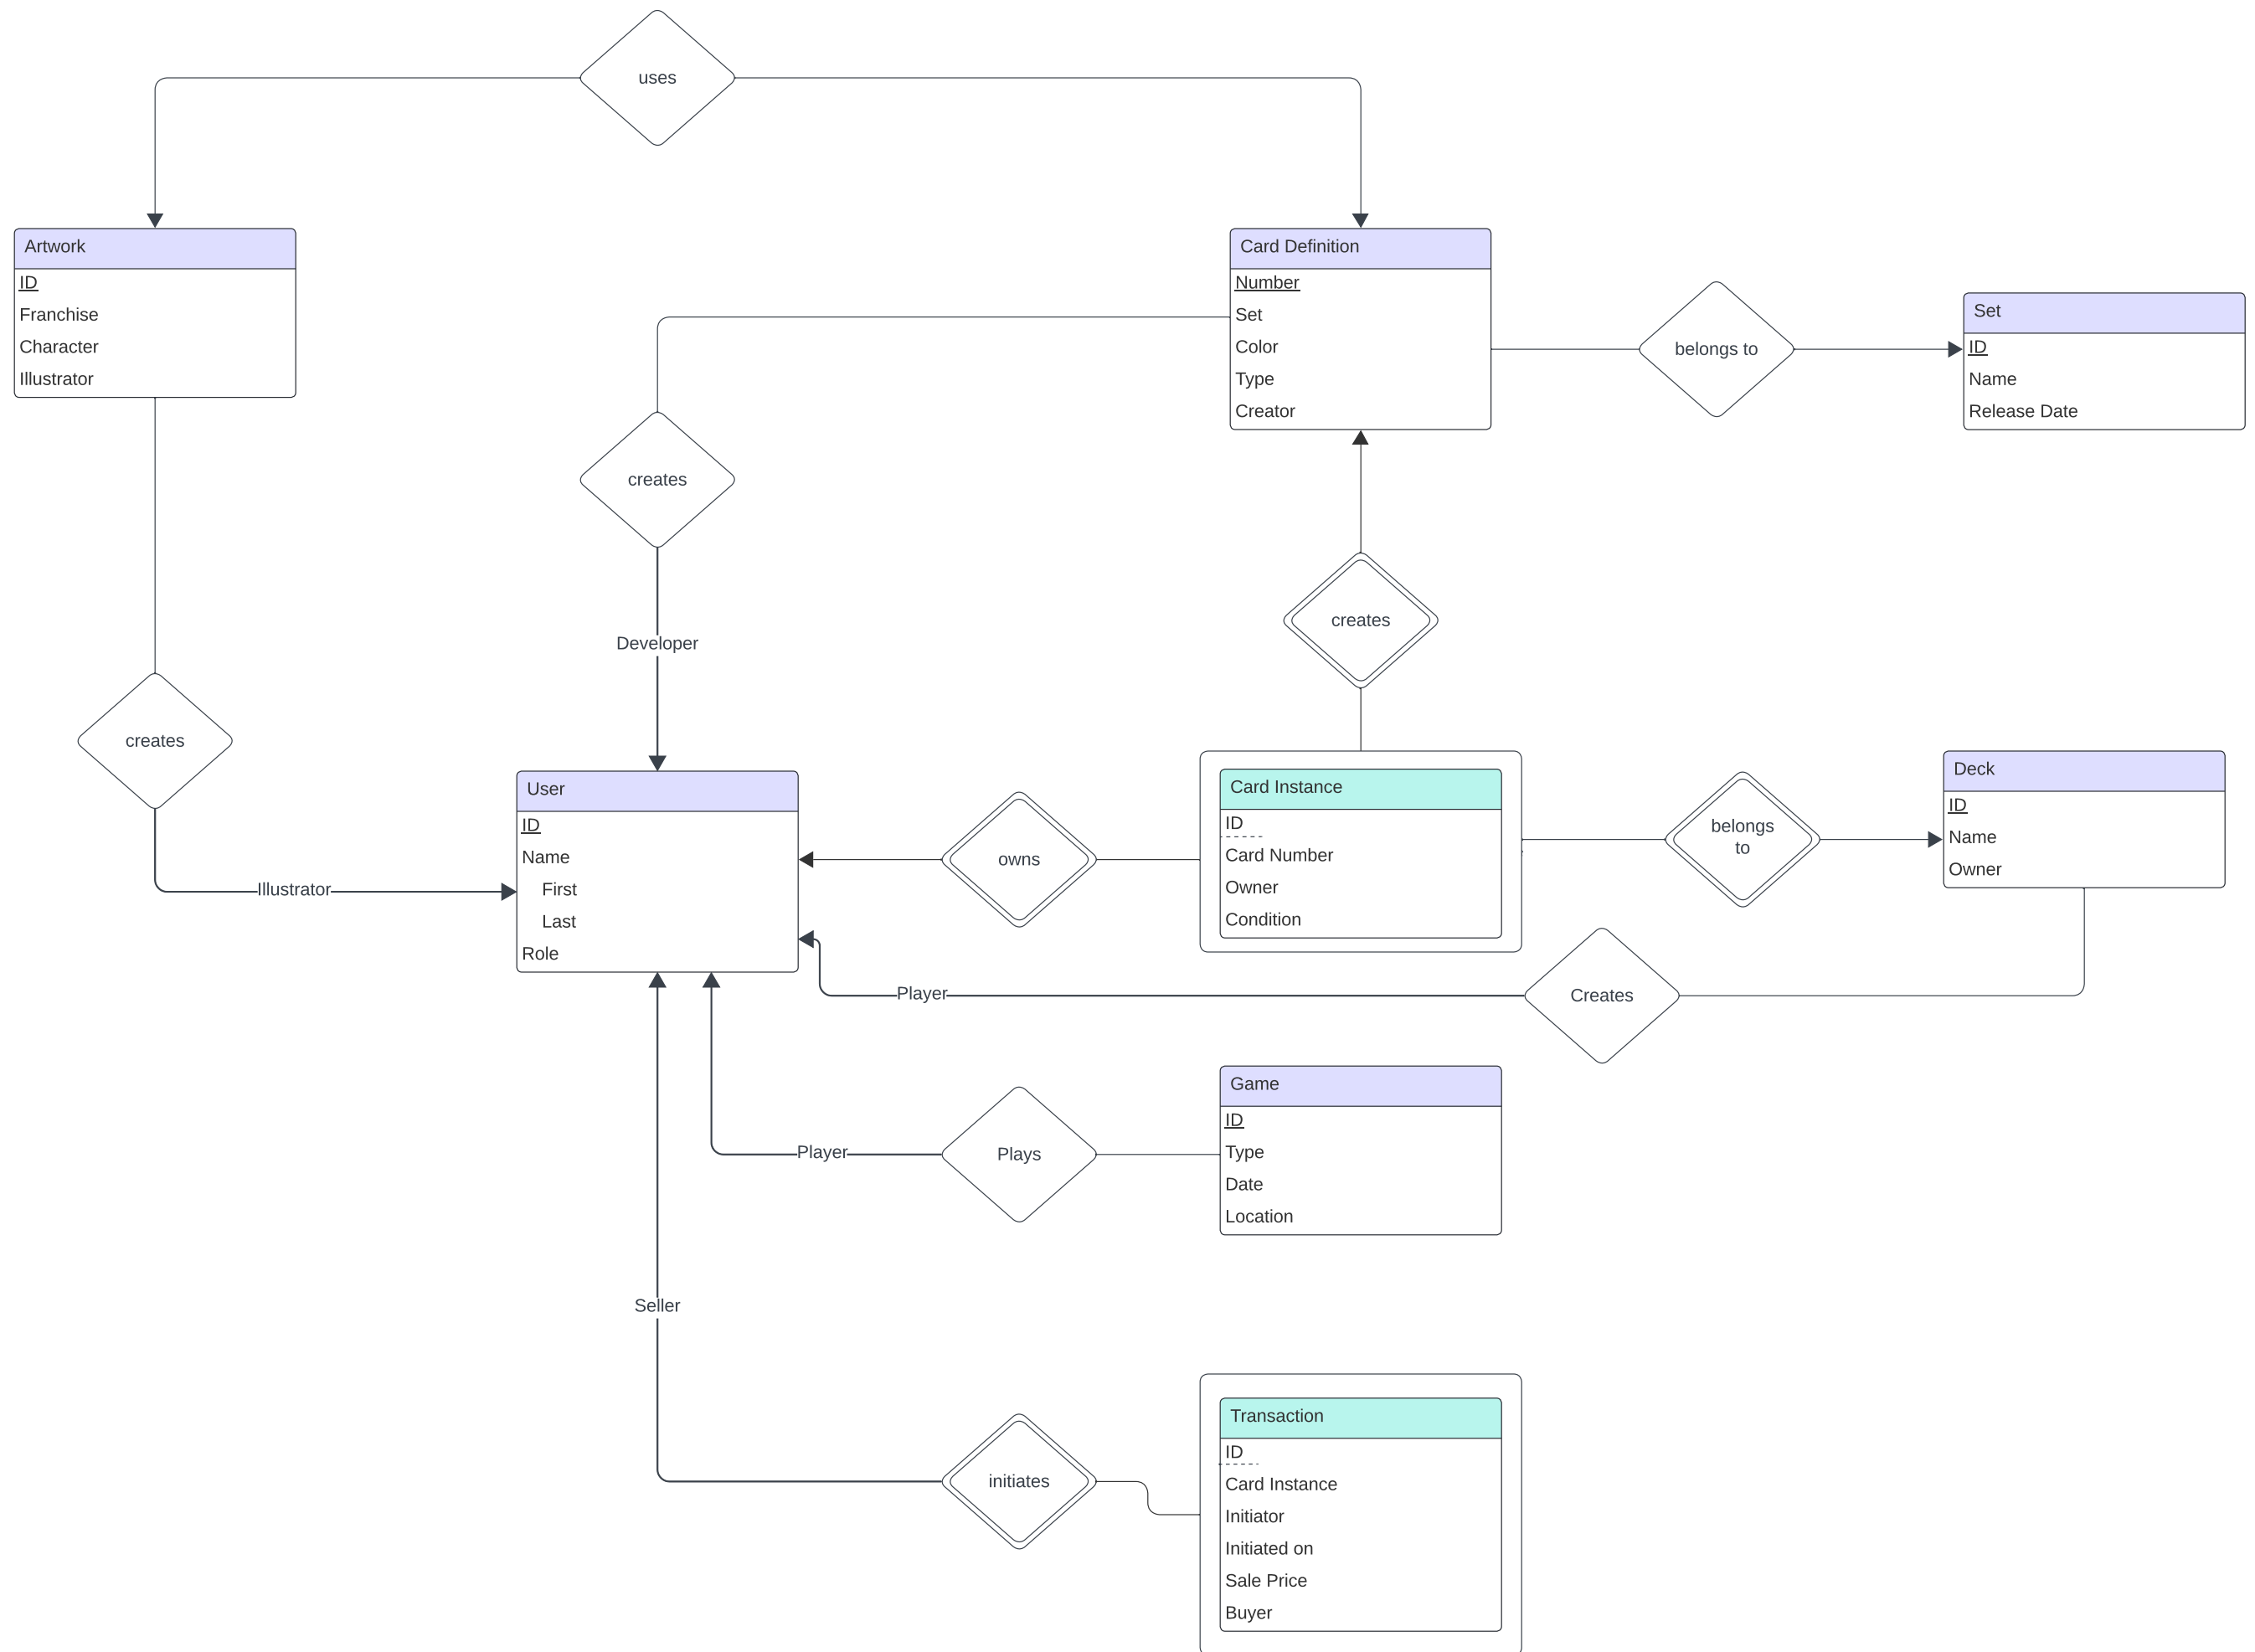 uses
Artwork
ID
Franchise
Character
Illustrator
Card Definition
Number
Set
Color
Type
Creator
belongs to
Set
ID
Name
Release Date
creates
Developer
creates
creates
Illustrator
User
ID
Name
First
Last
Role
owns
Card Instance
ID
Card Number
Owner
Condition
belongs
to
Deck
ID
Name
Owner
Player
Creates
Player
Plays
Game
ID
Type
Date
Location
Seller
initiates
Transaction
ID
Card Instance
Initiator
Initiated on
Sale Price
Buyer